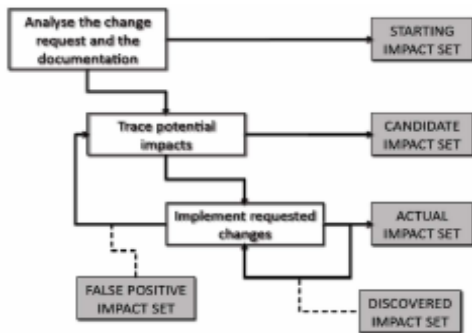 Analyse the change
request and the
documentation
STARTING
IMPACT SET
Trace potential
impacts
CANDIDATE
IMPACT SET
Implement requested
changes
ACTUAL
IMPACT SET
FALSE POSITIVE
IMPACT SET
DISCOVERED
IMPACT SET